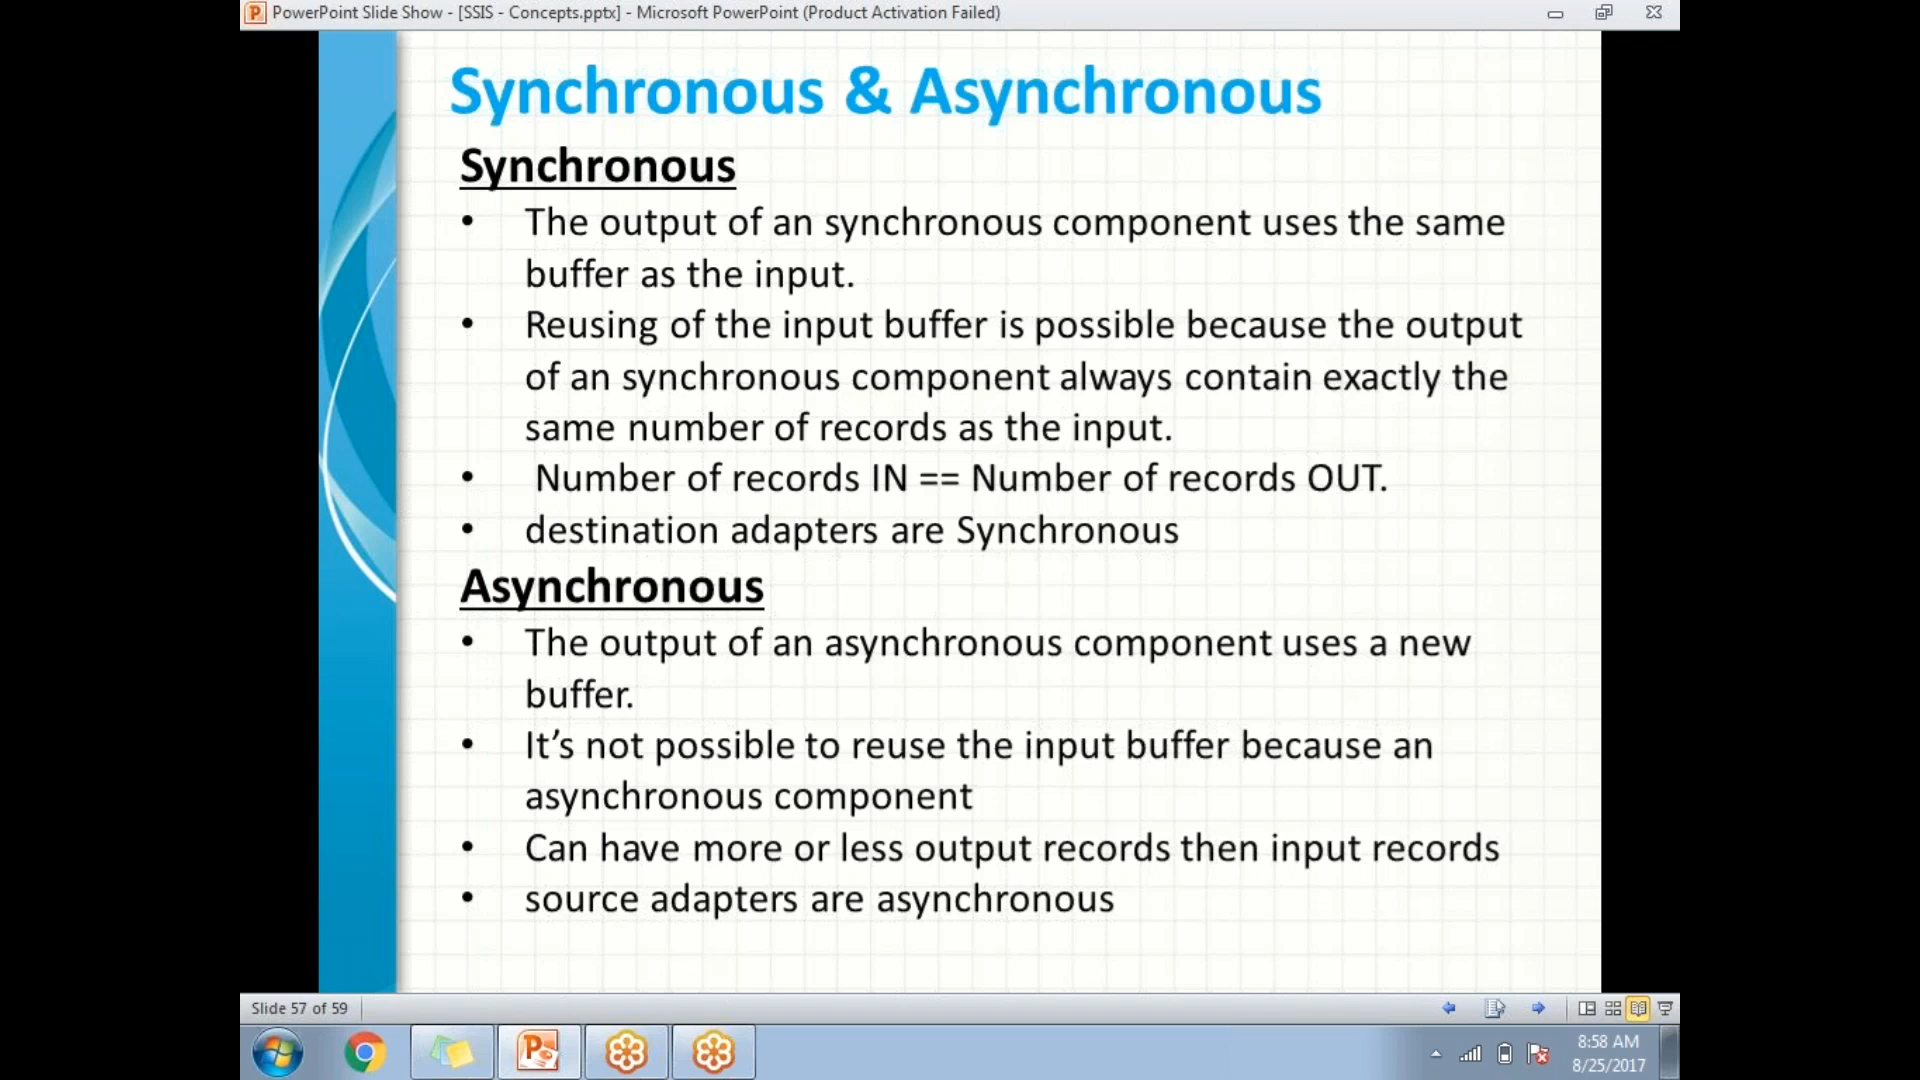 PowerPoint Slide Show - [SSIS - Concepts.pptx] - Microsoft PowerPoint (Product Activation Failed)
Synchronous & Asynchronous
Synchronous
• The output of an synchronous component uses the same
buffer as the input.
• Reusing of the input buffer is possible because the output
of an synchronous component always contain exactly the
same number of records as the input.
• Number of records IN == Number of records OUT.
• destination adapters are Synchronous
Asynchronous
• The output of an asynchronous component uses a new
buffer.
• It’s not possible to reuse the input buffer because an
asynchronous component
• Can have more or less output records then input records
• source adapters are asynchronous
Slide 57 of 59
8:58 AM
8/25/2017